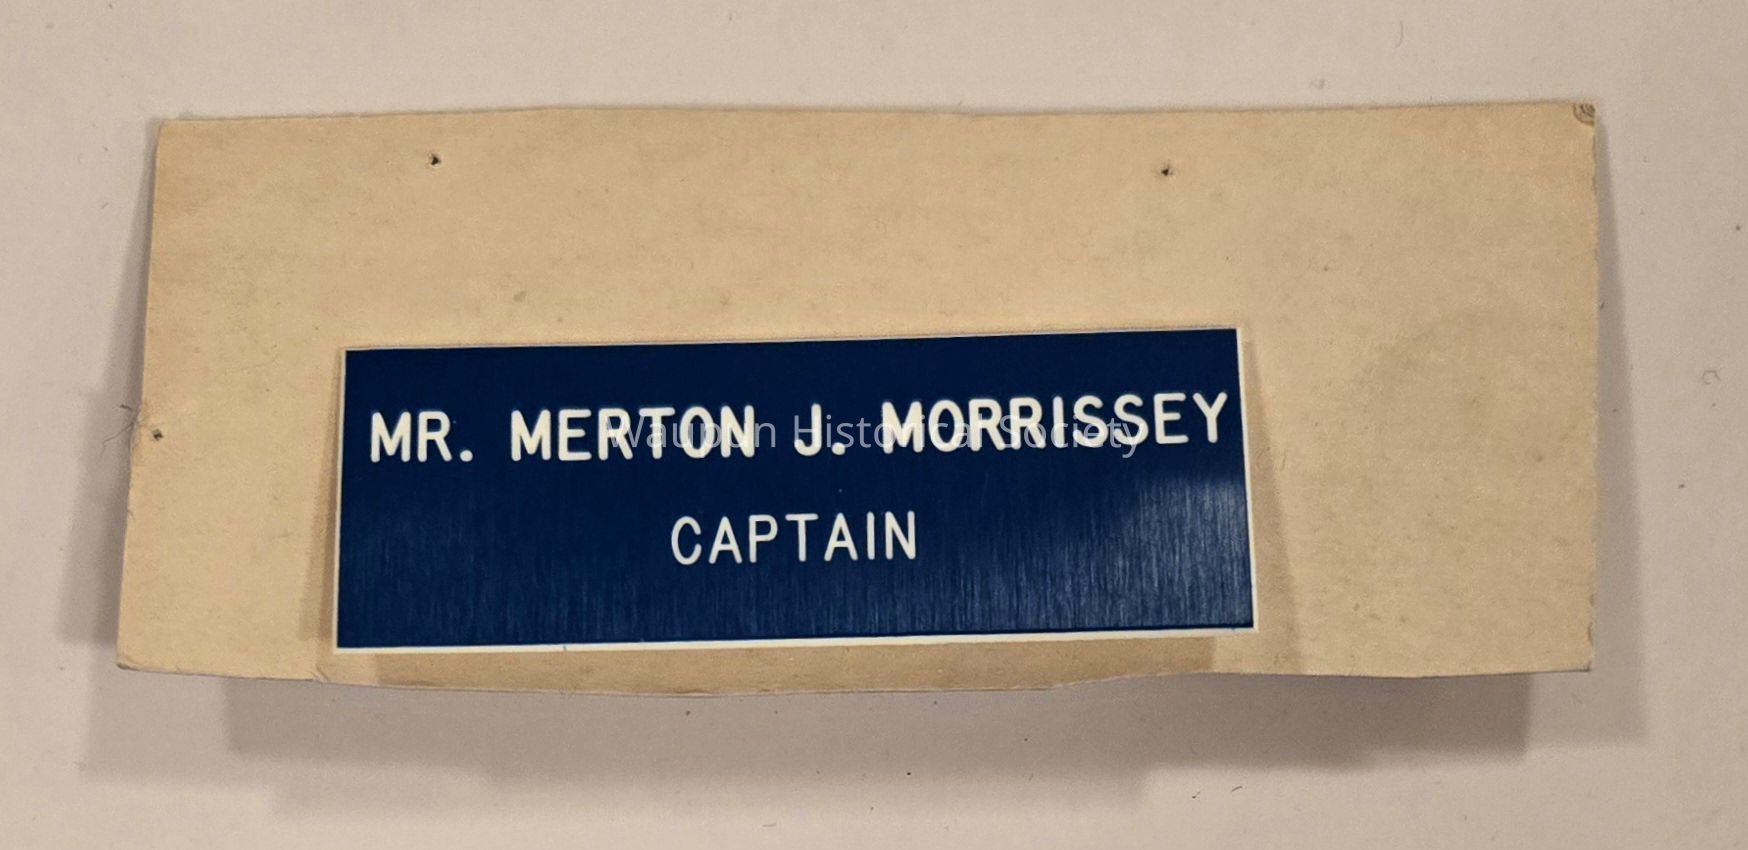 MR. MERTON J. MORRISSEY
Waupun Historical Society
CAPTAIN